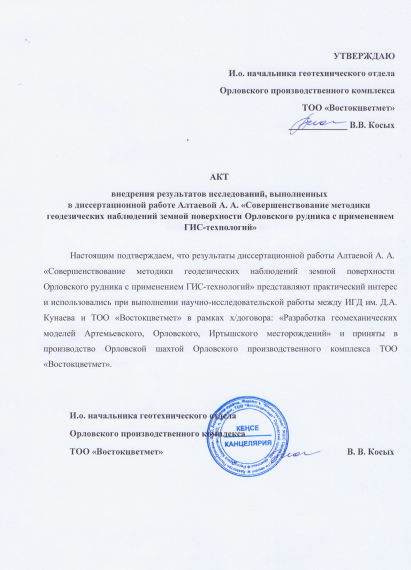 УТВЕРЖДАЮ
И.о. начальника геотехнического отдела
Орловского производственного комплекса
ТОО «Востокцветмет»
В.В. Косых
АКТ
внедрения результатов исследований, выполненных
в диссертационной работе Алтаевой А. А. «Совершенствование методики
геодезических наблюдений земной поверхности Орловского рудника с применением
ГИС-технологий»
Настоящим подтверждаем, что результаты диссертационной работы Алтаевой А. А.
«Совершенствование методики геодезических наблюдений земной поверхности
Орловского рудника с применением ГИС-технологий» представляют практический интерес
и использовались при выполнении научно-исследовательской работы между ИГД им. Д.А.
Кунаева и ТОО «Востокцветмет» в рамках х/договора: «Разработка геомеханических
моделей Артемьевского, Орловского, Иртышского месторождений» и приняты в
производство Орловской шахтой Орловского производственного комплекса ТОО
«Востокцветмет».
И.о. начальника геотехнического отдела
Орловского производственного комплекса
ТОО «Востокцветмет»
В. В. Косых
КЕҢСЕ
КАНЦЕЛЯРИЯ